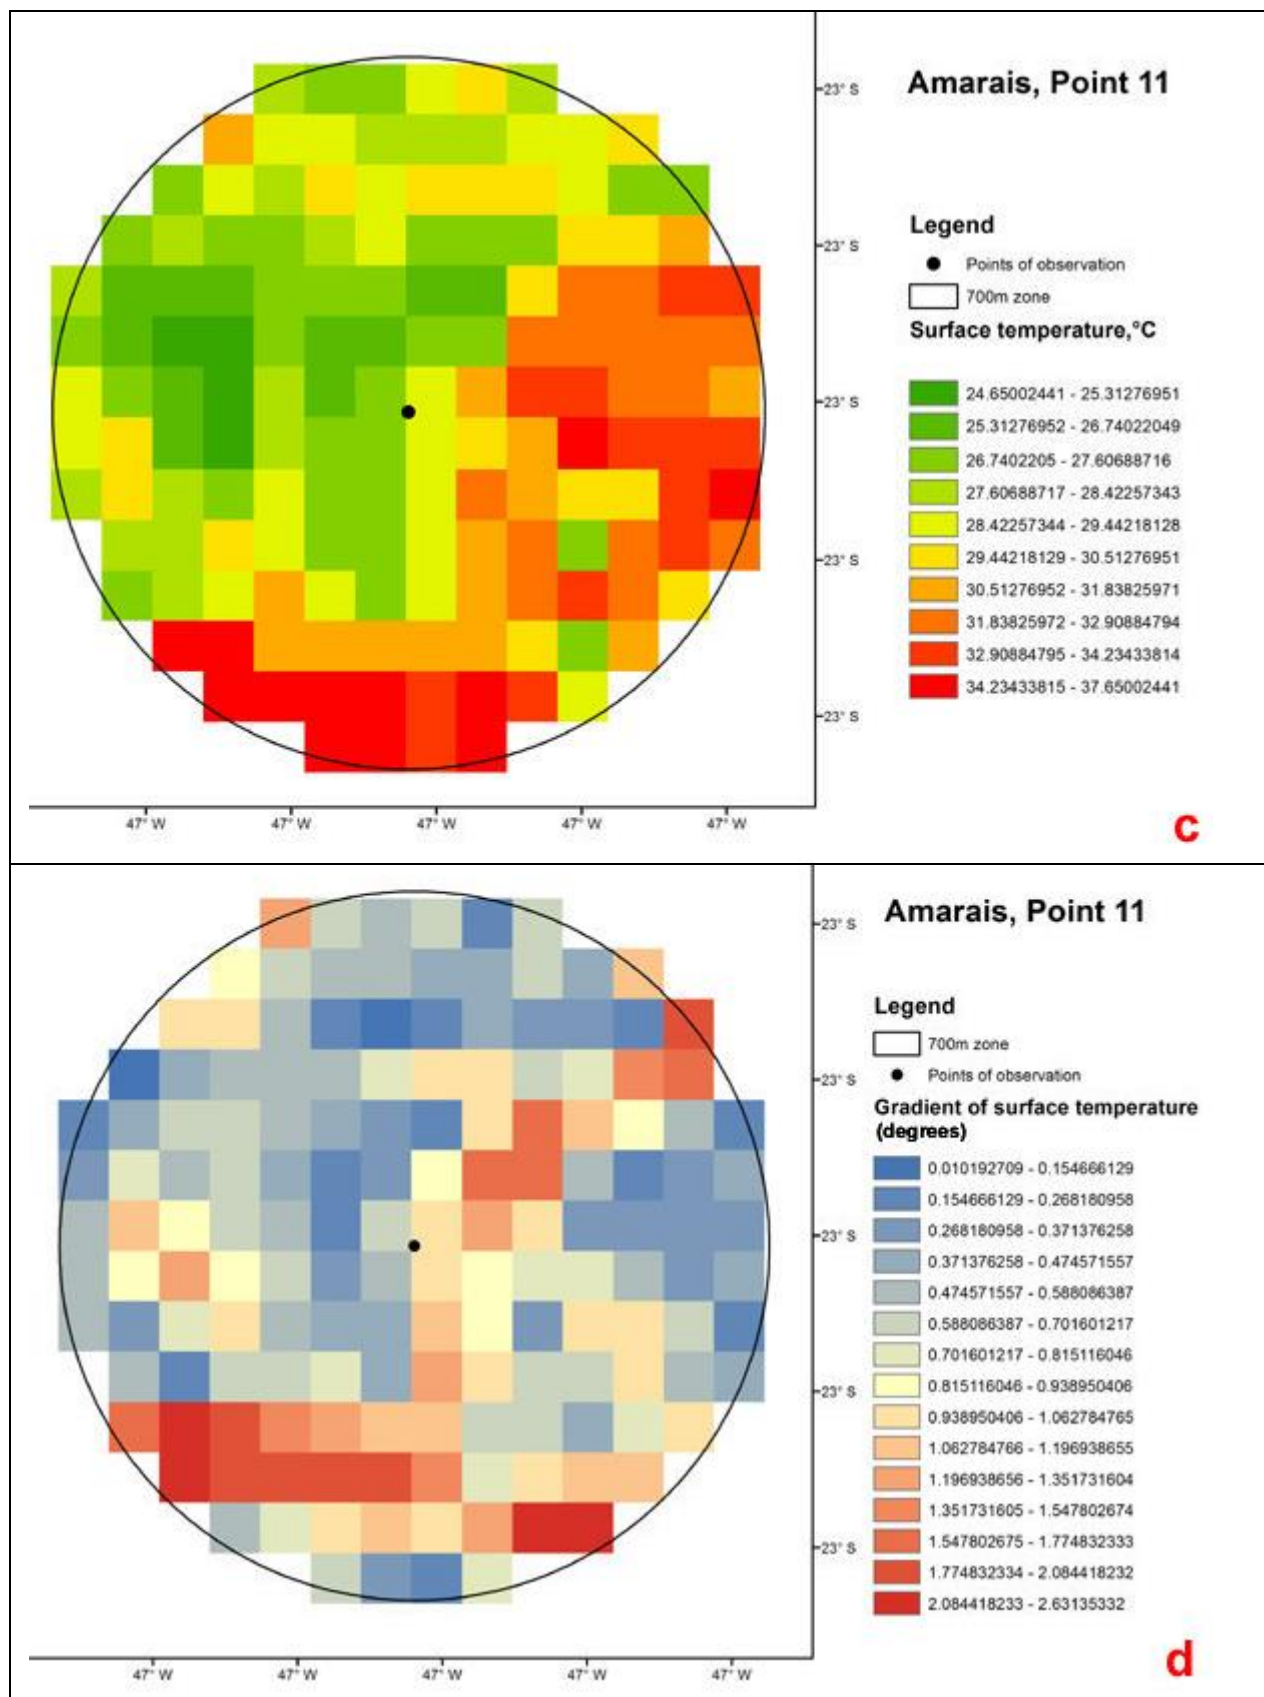 Amarais, Point 11
23° S
Legend
Points of observation
23° S
700m zone
Surface temperature,°C
24.65002441 - 25.31276951
23° S
25.31276952 - 26.74022049
26.7402205 - 27.60688716
27.60688717 - 28.42257343
28.42257344 - 29.44218128
29.44218129 - 30.51276951
23° S
30.51276952 - 31.83825971
31.83825972 - 32.90884794
32.90884795 - 34.23433814
34.23433815 - 37.65002441
23° S
47° W 47° W 47° W 47° W 47° W
c
Amarais, Point 11
23° S
Legend
700m zone
Points of observation
23° S
Gradient of surface temperature
(degrees)
0.010192709 - 0.154666129
0.154666129 - 0.268180958
0.268180958 - 0.371376258
23° S
0.371376258 - 0.474571557
0.474571557 - 0.588086387
0.588086387 - 0.701601217
0.701601217 - 0.815116046
0.815116046 - 0.938950406
23° S
0.938950406 - 1.062784765
1.062784766 - 1.196938655
1.196938656 - 1.351731604
1.351731605 - 1.547802674
1.547802675 - 1.774832333
23° S
1.774832334 - 2.084418232
2.084418233 - 2.63135332
47° W 47° W 47° W 47° W 47° W
d